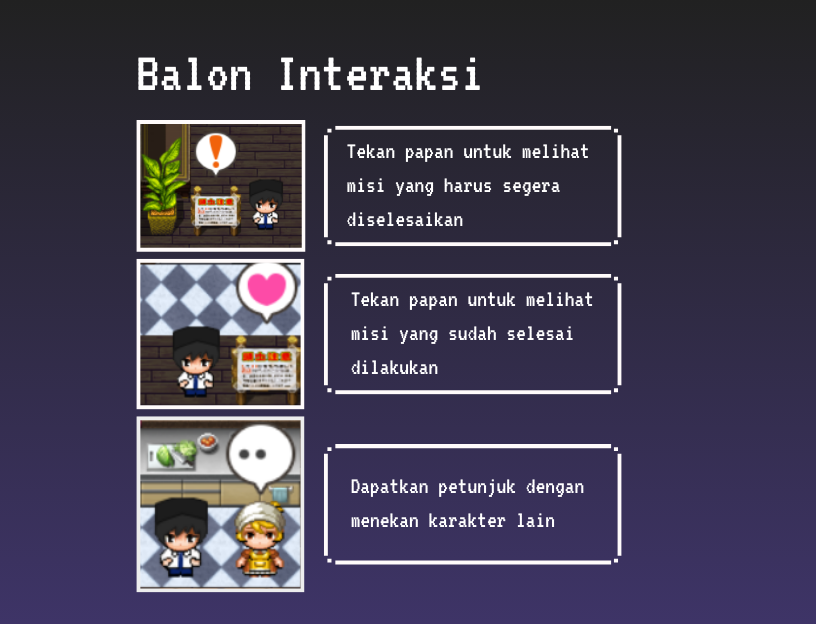 Balon Interaksi
Tekan papan untuk melihat
misi yang harus segera
diselesaikan
Tekan papan untuk melihat
misi yang sudah selesai
dilakukan
Dapatkan petunjuk dengan
menekan karakter lain